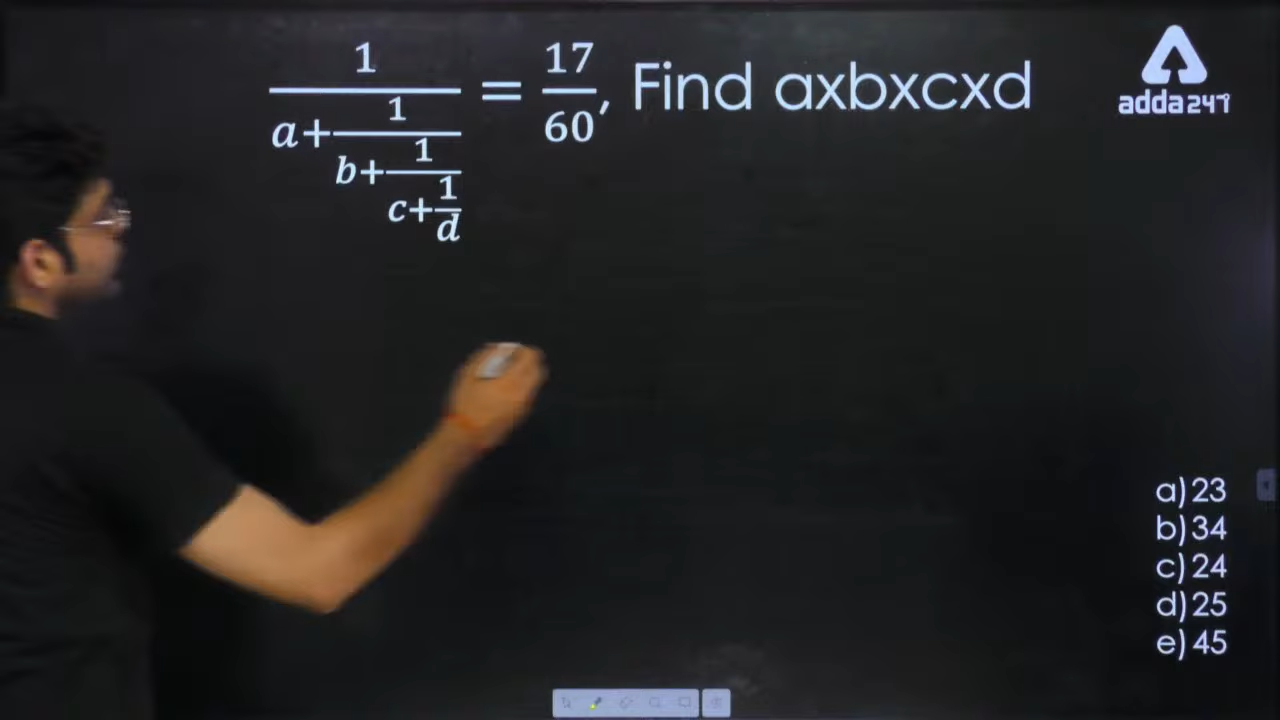 1/(a+1/(b+1/(c+1/d))) = 17/60, Find axbxcxd
adda247
a) 23
b) 34
c) 24
d) 25
e) 45